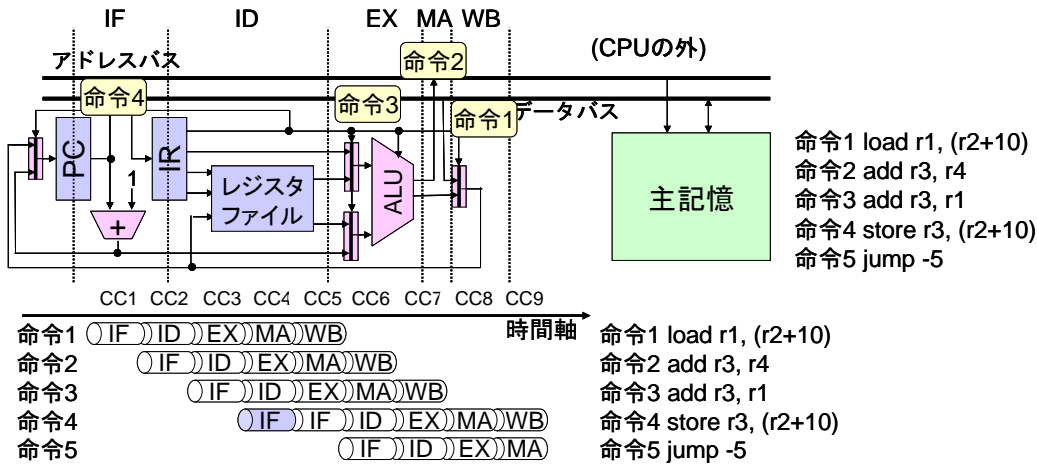 IF ID EX MA WB
(CPUの外)
アドレスバス
命令2
命令4
命令3
データバス
命令1
PC
1
IR
レジスタ
ファイル
ALU
+
主記憶
命令1 load r1, (r2+10)
命令2 add r3, r4
命令3 add r3, r1
命令4 store r3, (r2+10)
命令5 jump -5
CC1 CC2 CC3 CC4 CC5 CC6 CC7 CC8 CC9
時間軸
命令1 IF ID EX MA WB 命令1 load r1, (r2+10)
命令2 IF ID EX MA WB 命令2 add r3, r4
命令3 IF ID EX MA WB 命令3 add r3, r1
命令4 IF IF ID EX MA WB 命令4 store r3, (r2+10)
命令5 IF ID EX MA 命令5 jump -5